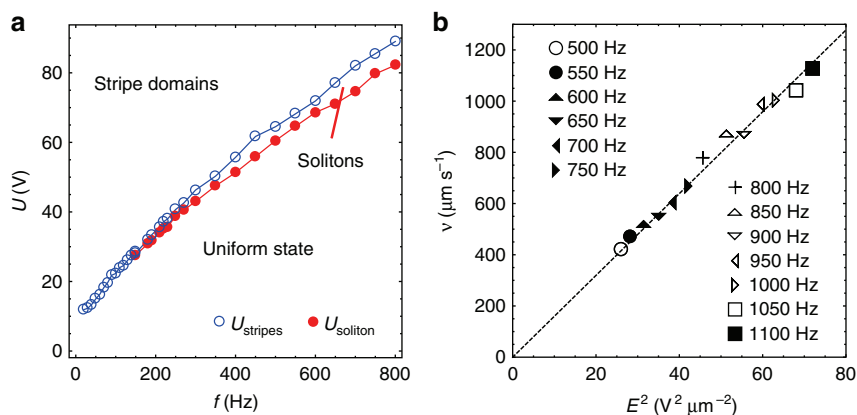 a
U (V)
80
60
40
20
0
Stripe domains
Solitons
Uniform state
U_stripes
U_soliton
0
200
400
600
800
f (Hz)
b
ν (μm s⁻¹)
1200
1000
800
600
400
200
0
500 Hz
550 Hz
600 Hz
650 Hz
700 Hz
750 Hz
800 Hz
850 Hz
900 Hz
950 Hz
1000 Hz
1050 Hz
1100 Hz
0
20
40
60
80
E² (V² μm⁻²)